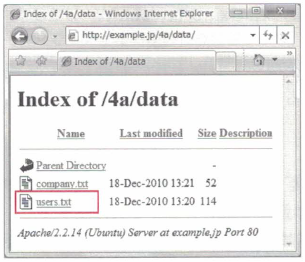 Index of /4a/data - Windows Internet Explorer
http://example.jp/4a/data/
Index of /4a/data
Index of /4a/data
Name Last modified Size Description
Parent Directory -
company.txt 18-Dec-2010 13:21 52
users.txt 18-Dec-2010 13:20 114
Apache/2.2.14 (Ubuntu) Server at example.jp Port 80